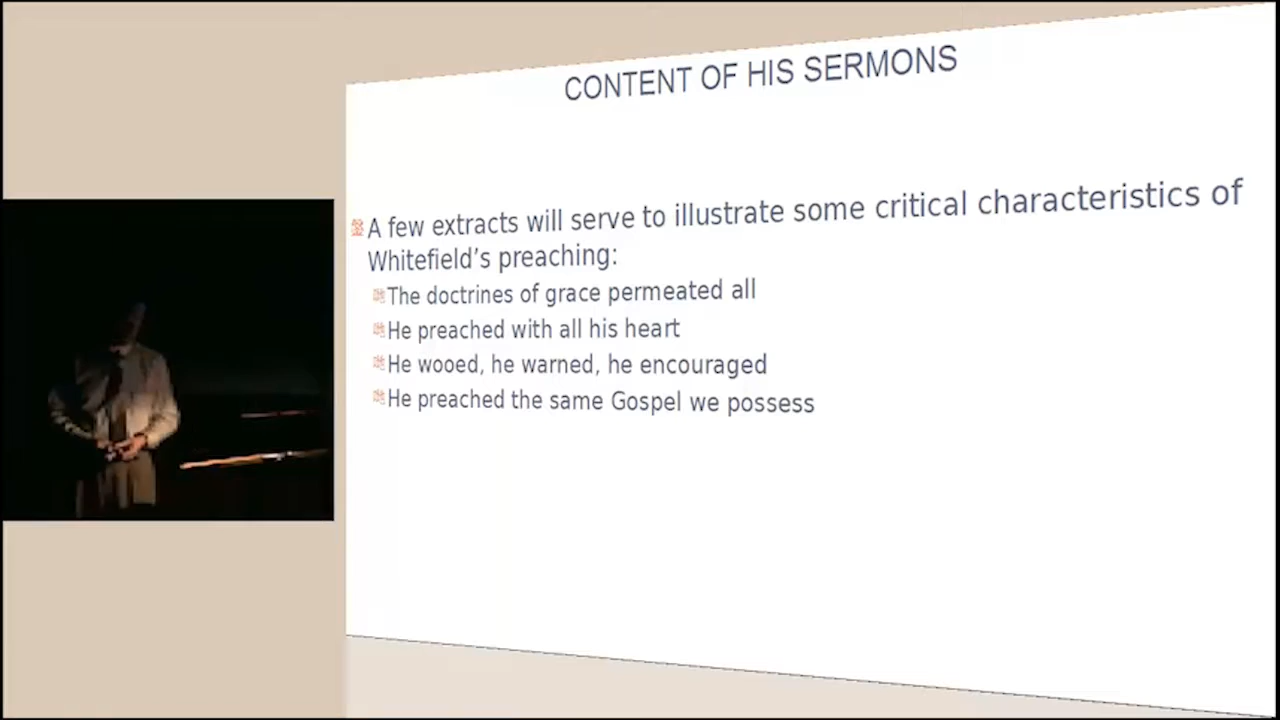 CONTENT OF HIS SERMONS
A few extracts will serve to illustrate some critical characteristics of
Whitefield’s preaching:
The doctrines of grace permeated all
He preached with all his heart
He wooed, he warned, he encouraged
He preached the same Gospel we possess